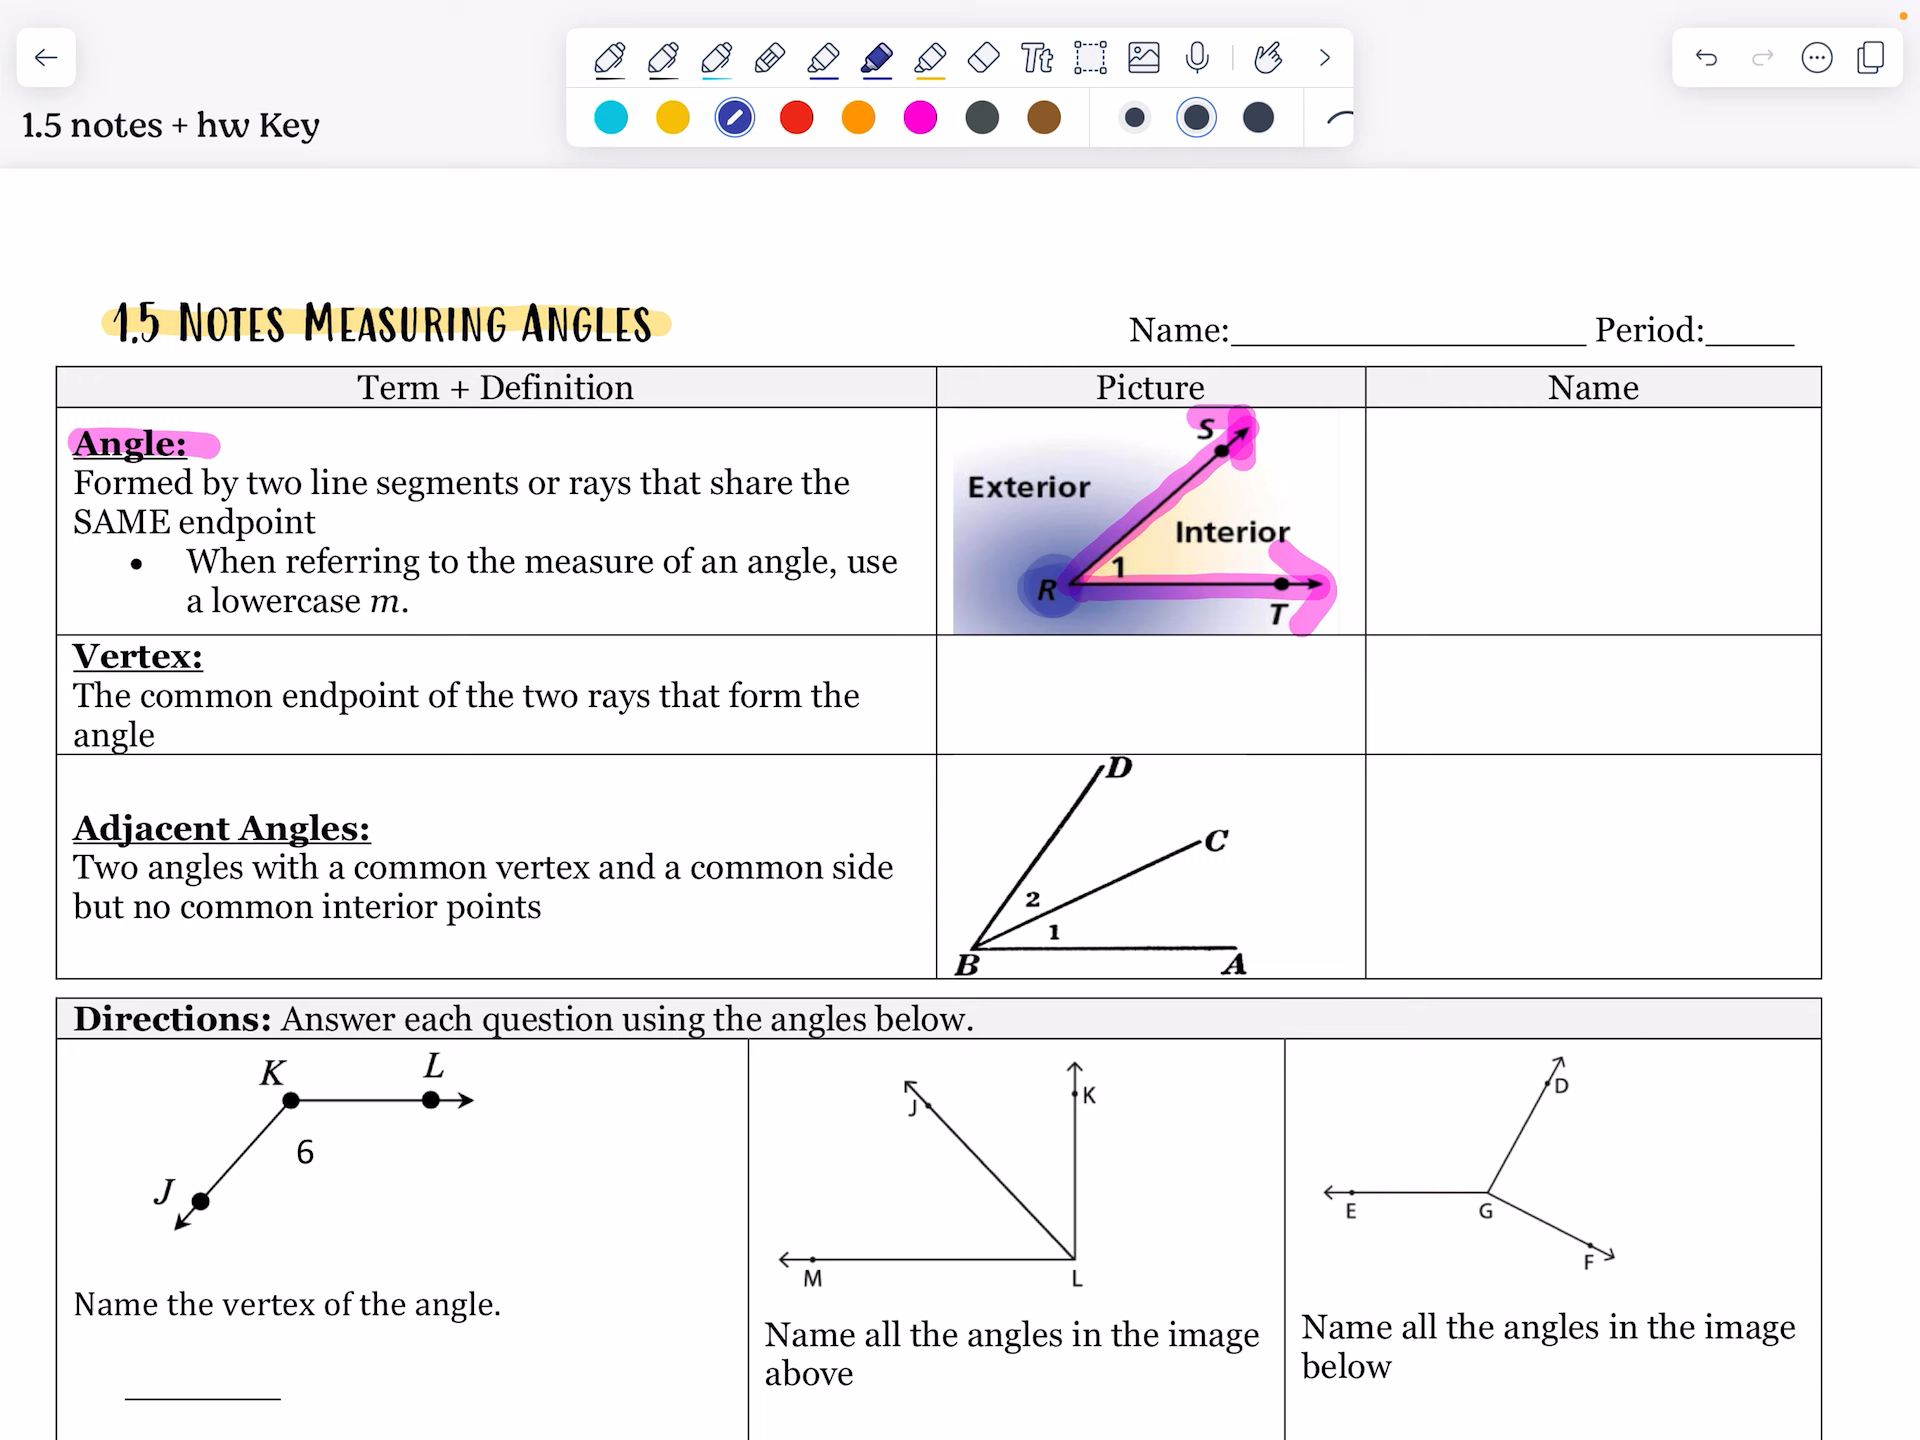 Tt
1.5 notes + hw Key
1.5 NOTES MEASURING ANGLES
Name:____________________ Period:_____
Term + Definition
Picture
Name
Angle:
Formed by two line segments or rays that share the
SAME endpoint
• When referring to the measure of an angle, use
a lowercase m.
S
Exterior
Interior
1
R
T
Vertex:
The common endpoint of the two rays that form the
angle
Adjacent Angles:
Two angles with a common vertex and a common side
but no common interior points
D
C
2
1
B
A
Directions: Answer each question using the angles below.
K
L
6
J
Name the vertex of the angle.
_________
J
K
M
L
Name all the angles in the image
above
D
E
G
F
Name all the angles in the image
below